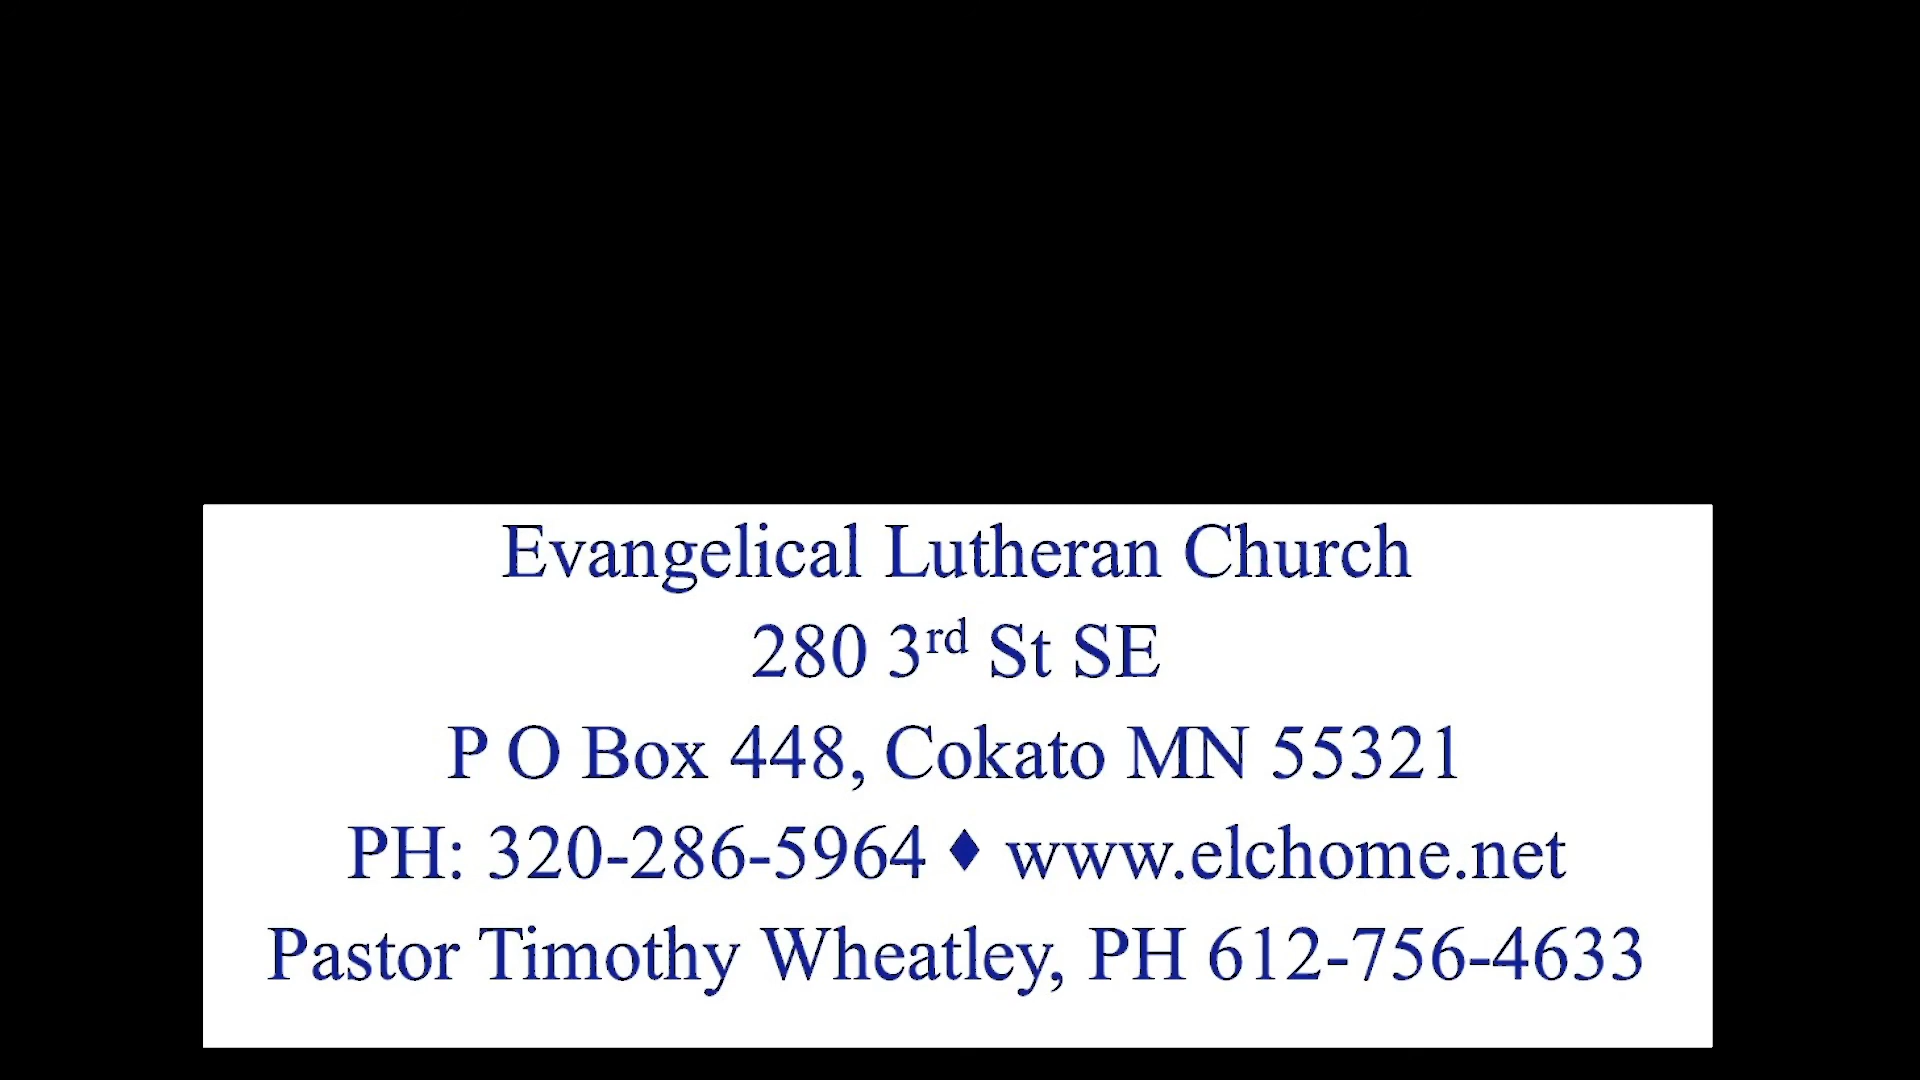 Evangelical Lutheran Church
280 3rd St SE
P O Box 448, Cokato MN 55321
PH: 320-286-5964 ♦ www.elchome.net
Pastor Timothy Wheatley, PH 612-756-4633